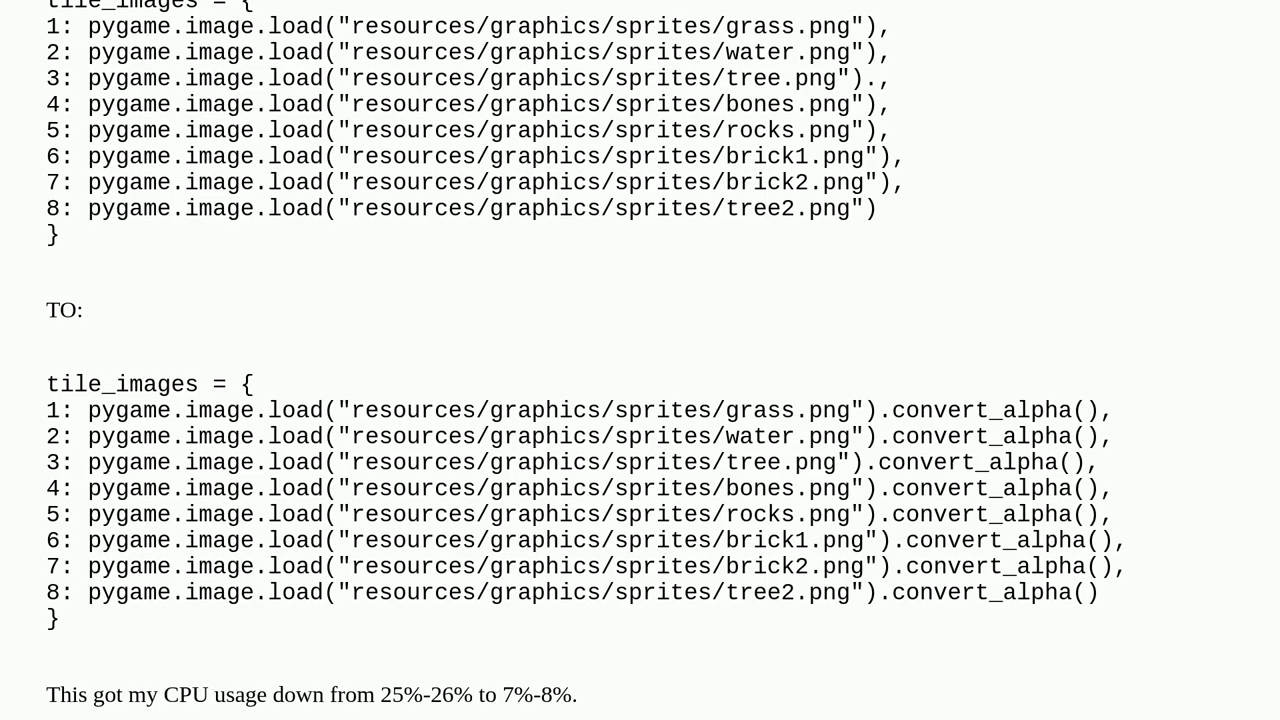 tile_images = {
1: pygame.image.load("resources/graphics/sprites/grass.png"),
2: pygame.image.load("resources/graphics/sprites/water.png"),
3: pygame.image.load("resources/graphics/sprites/tree.png").,
4: pygame.image.load("resources/graphics/sprites/bones.png"),
5: pygame.image.load("resources/graphics/sprites/rocks.png"),
6: pygame.image.load("resources/graphics/sprites/brick1.png"),
7: pygame.image.load("resources/graphics/sprites/brick2.png"),
8: pygame.image.load("resources/graphics/sprites/tree2.png")
}
TO:
tile_images = {
1: pygame.image.load("resources/graphics/sprites/grass.png").convert_alpha(),
2: pygame.image.load("resources/graphics/sprites/water.png").convert_alpha(),
3: pygame.image.load("resources/graphics/sprites/tree.png").convert_alpha(),
4: pygame.image.load("resources/graphics/sprites/bones.png").convert_alpha(),
5: pygame.image.load("resources/graphics/sprites/rocks.png").convert_alpha(),
6: pygame.image.load("resources/graphics/sprites/brick1.png").convert_alpha(),
7: pygame.image.load("resources/graphics/sprites/brick2.png").convert_alpha(),
8: pygame.image.load("resources/graphics/sprites/tree2.png").convert_alpha()
}
This got my CPU usage down from 25%-26% to 7%-8%.